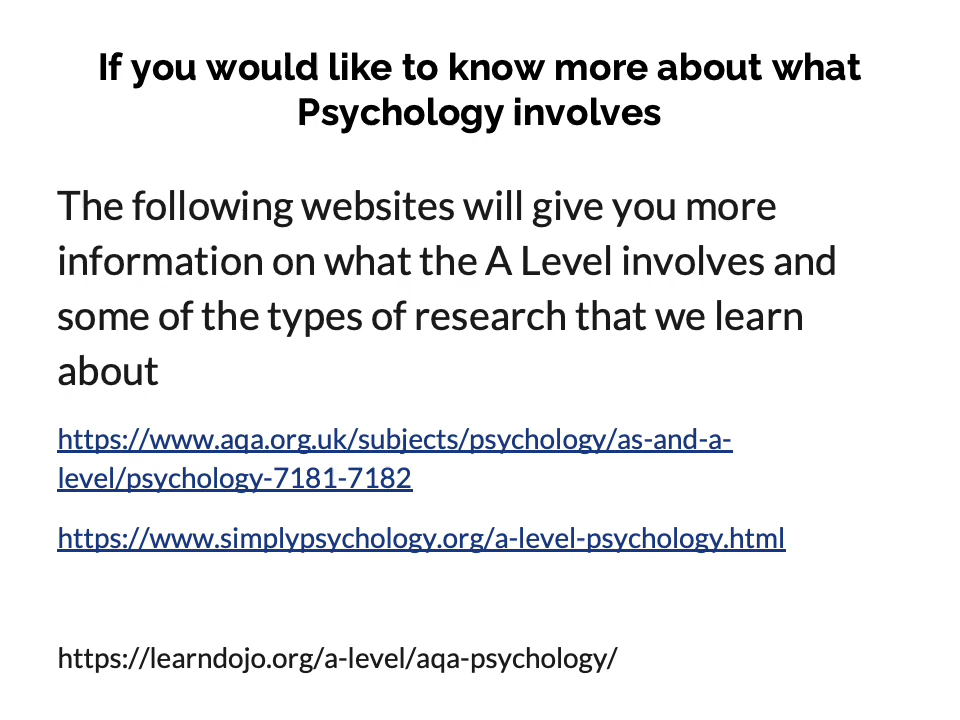 If you would like to know more about what
Psychology involves
The following websites will give you more
information on what the A Level involves and
some of the types of research that we learn
about
https://www.aqa.org.uk/subjects/psychology/as-and-a-
level/psychology-7181-7182
https://www.simplypsychology.org/a-level-psychology.html
https://learndojo.org/a-level/aqa-psychology/